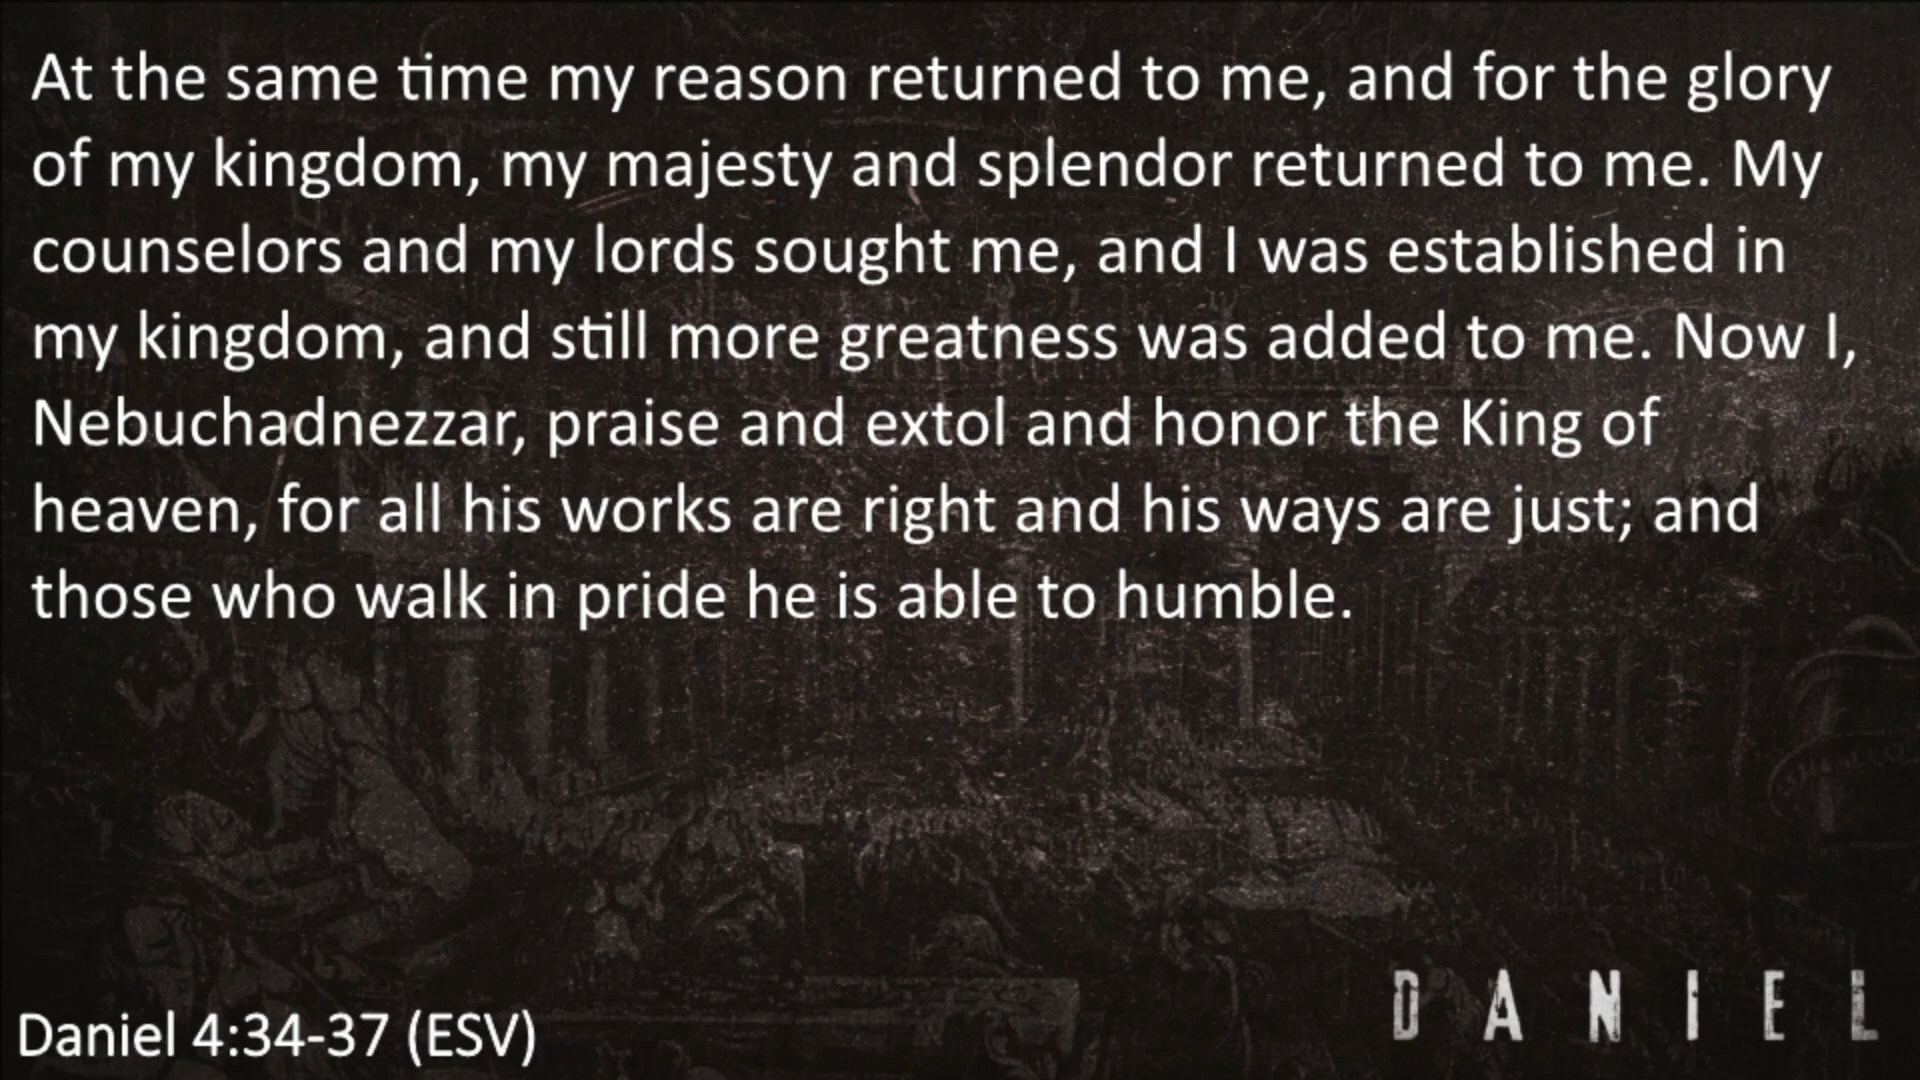 At the same time my reason returned to me, and for the glory
of my kingdom, my majesty and splendor returned to me. My
counselors and my lords sought me, and I was established in
my kingdom, and still more greatness was added to me. Now I,
Nebuchadnezzar, praise and extol and honor the King of
heaven, for all his works are right and his ways are just; and
those who walk in pride he is able to humble.
Daniel 4:34-37 (ESV)
DANIEL